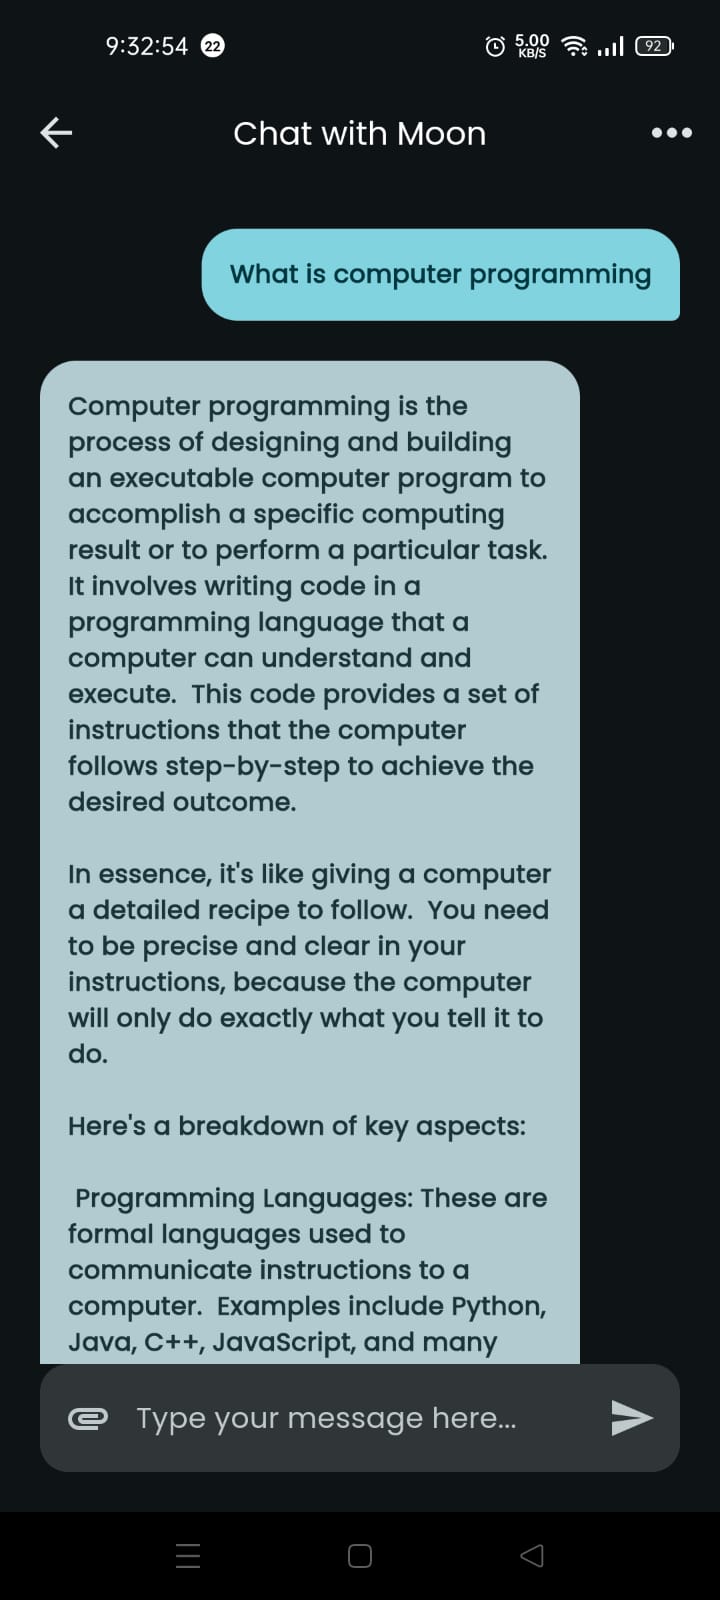 9:32:54 22 5.00 KB/S 92
Chat with Moon
What is computer programming
Computer programming is the
process of designing and building
an executable computer program to
accomplish a specific computing
result or to perform a particular task.
It involves writing code in a
programming language that a
computer can understand and
execute.  This code provides a set of
instructions that the computer
follows step-by-step to achieve the
desired outcome.
In essence, it's like giving a computer
a detailed recipe to follow.  You need
to be precise and clear in your
instructions, because the computer
will only do exactly what you tell it to
do.
Here's a breakdown of key aspects:
Programming Languages: These are
formal languages used to
communicate instructions to a
computer.  Examples include Python,
Java, C++, JavaScript, and many
Type your message here...